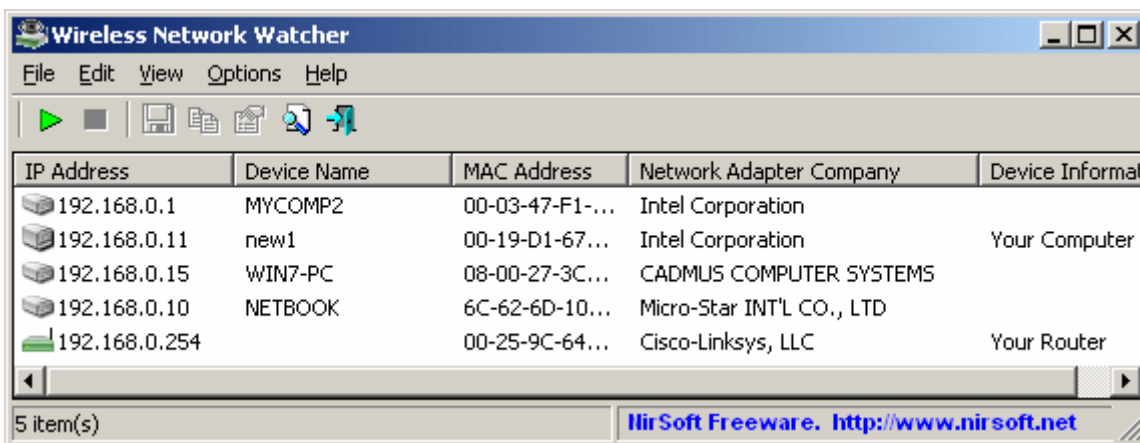 Wireless Network Watcher
File Edit View Options Help
IP Address Device Name MAC Address Network Adapter Company Device Informat
192.168.0.1 MYCOMP2 00-03-47-F1-... Intel Corporation
192.168.0.11 new1 00-19-D1-67... Intel Corporation Your Computer
192.168.0.15 WIN7-PC 08-00-27-3C... CADMUS COMPUTER SYSTEMS
192.168.0.10 NETBOOK 6C-62-6D-10... Micro-Star INT'L CO., LTD
192.168.0.254 00-25-9C-64... Cisco-Linksys, LLC Your Router
5 item(s) NirSoft Freeware. http://www.nirsoft.net